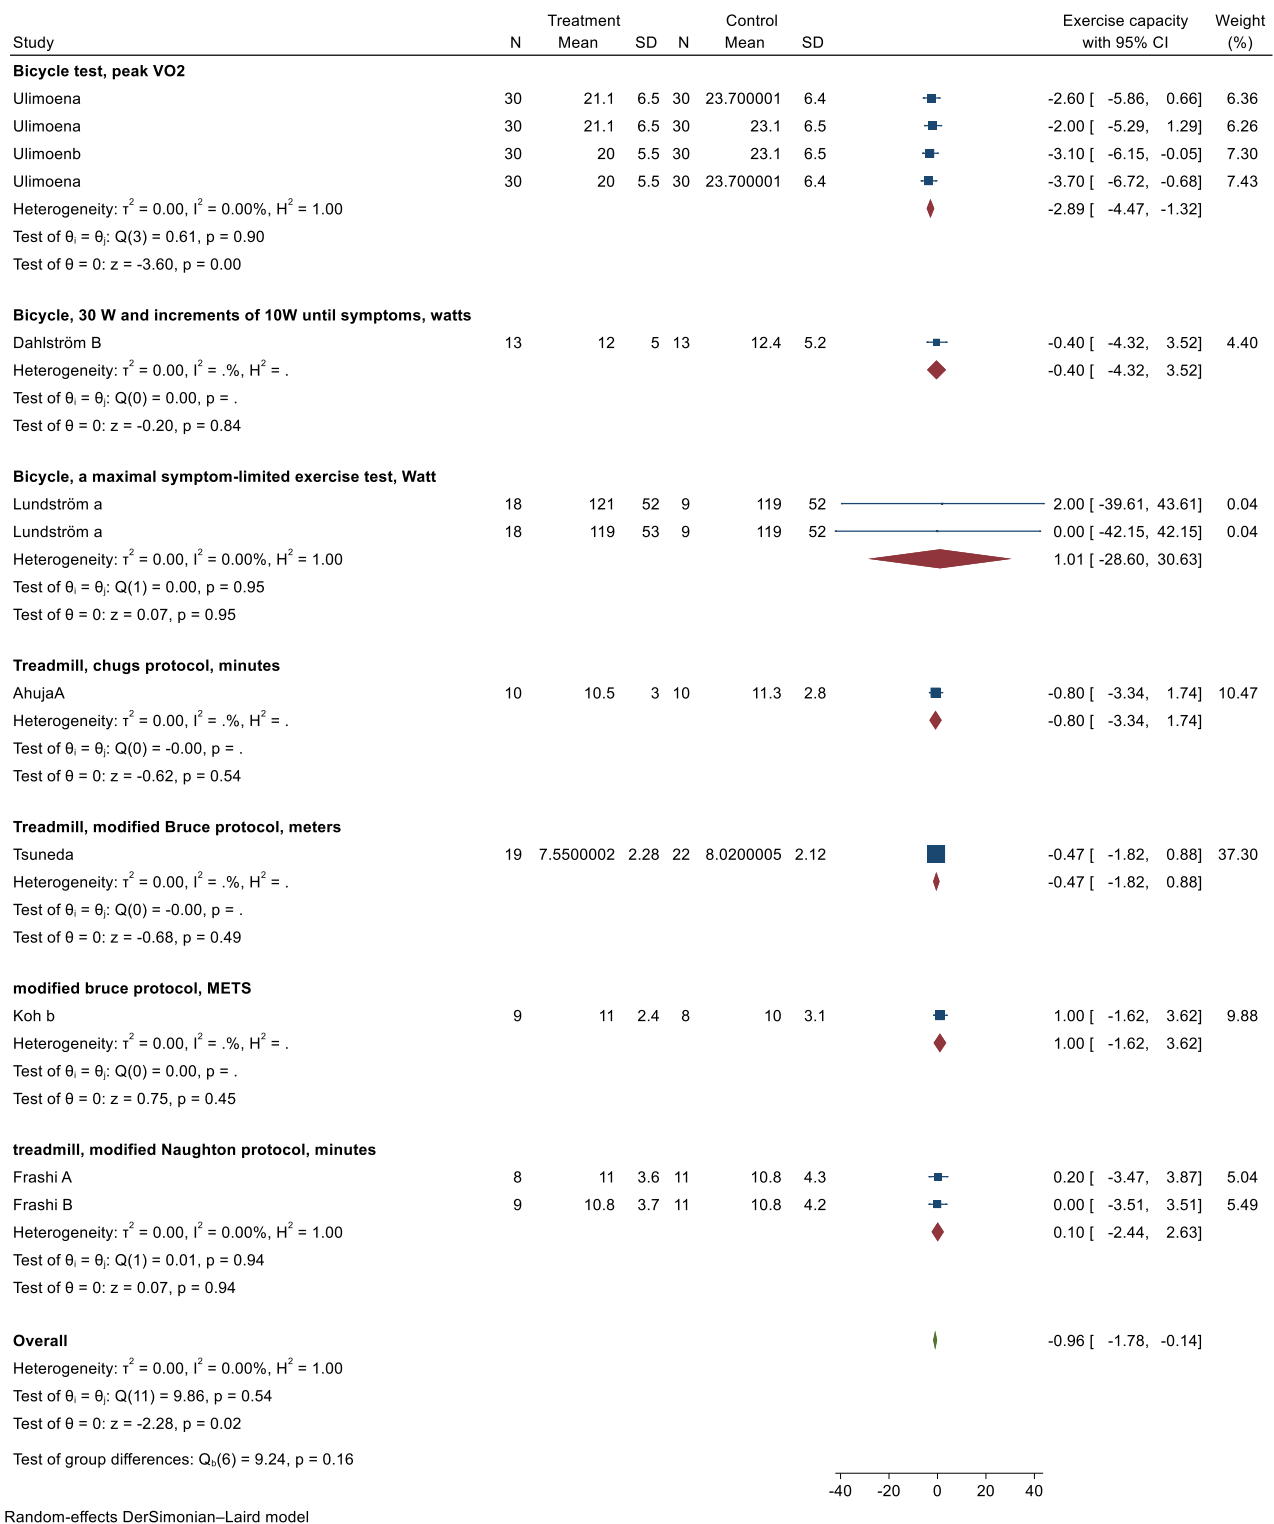 Treatment Control Exercise capacity Weight
Study N Mean SD N Mean SD with 95% CI (%)
Bicycle test, peak VO2
Ulimoena 30 21.1 6.5 30 23.700001 6.4 -2.60 [ -5.86, 0.66] 6.36
Ulimoena 30 21.1 6.5 30 23.1 6.5 -2.00 [ -5.29, 1.29] 6.26
Ulimoenb 30 20 5.5 30 23.1 6.5 -3.10 [ -6.15, -0.05] 7.30
Ulimoena 30 20 5.5 30 23.700001 6.4 -3.70 [ -6.72, -0.68] 7.43
Heterogeneity: τ² = 0.00, I² = 0.00%, H² = 1.00 -2.89 [ -4.47, -1.32]
Test of θᵢ = θⱼ: Q(3) = 0.61, p = 0.90
Test of θ = 0: z = -3.60, p = 0.00
Bicycle, 30 W and increments of 10W until symptoms, watts
Dahlström B 13 12 5 13 12.4 5.2 -0.40 [ -4.32, 3.52] 4.40
Heterogeneity: τ² = 0.00, I² = .%, H² = . -0.40 [ -4.32, 3.52]
Test of θᵢ = θⱼ: Q(0) = 0.00, p = .
Test of θ = 0: z = -0.20, p = 0.84
Bicycle, a maximal symptom-limited exercise test, Watt
Lundström a 18 121 52 9 119 52 2.00 [ -39.61, 43.61] 0.04
Lundström a 18 119 53 9 119 52 0.00 [ -42.15, 42.15] 0.04
Heterogeneity: τ² = 0.00, I² = 0.00%, H² = 1.00 1.01 [ -28.60, 30.63]
Test of θᵢ = θⱼ: Q(1) = 0.00, p = 0.95
Test of θ = 0: z = 0.07, p = 0.95
Treadmill, chugs protocol, minutes
AhujaA 10 10.5 3 10 11.3 2.8 -0.80 [ -3.34, 1.74] 10.47
Heterogeneity: τ² = 0.00, I² = .%, H² = . -0.80 [ -3.34, 1.74]
Test of θᵢ = θⱼ: Q(0) = -0.00, p = .
Test of θ = 0: z = -0.62, p = 0.54
Treadmill, modified Bruce protocol, meters
Tsuneda 19 7.5500002 2.28 22 8.0200005 2.12 -0.47 [ -1.82, 0.88] 37.30
Heterogeneity: τ² = 0.00, I² = .%, H² = . -0.47 [ -1.82, 0.88]
Test of θᵢ = θⱼ: Q(0) = -0.00, p = .
Test of θ = 0: z = -0.68, p = 0.49
modified bruce protocol, METS
Koh b 9 11 2.4 8 10 3.1 1.00 [ -1.62, 3.62] 9.88
Heterogeneity: τ² = 0.00, I² = .%, H² = . 1.00 [ -1.62, 3.62]
Test of θᵢ = θⱼ: Q(0) = 0.00, p = .
Test of θ = 0: z = 0.75, p = 0.45
treadmill, modified Naughton protocol, minutes
Frashi A 8 11 3.6 11 10.8 4.3 0.20 [ -3.47, 3.87] 5.04
Frashi B 9 10.8 3.7 11 10.8 4.2 0.00 [ -3.51, 3.51] 5.49
Heterogeneity: τ² = 0.00, I² = 0.00%, H² = 1.00 0.10 [ -2.44, 2.63]
Test of θᵢ = θⱼ: Q(1) = 0.01, p = 0.94
Test of θ = 0: z = 0.07, p = 0.94
Overall -0.96 [ -1.78, -0.14]
Heterogeneity: τ² = 0.00, I² = 0.00%, H² = 1.00
Test of θᵢ = θⱼ: Q(11) = 9.86, p = 0.54
Test of θ = 0: z = -2.28, p = 0.02
Test of group differences: Q_b(6) = 9.24, p = 0.16
-40 -20 0 20 40
Random-effects DerSimonian–Laird model